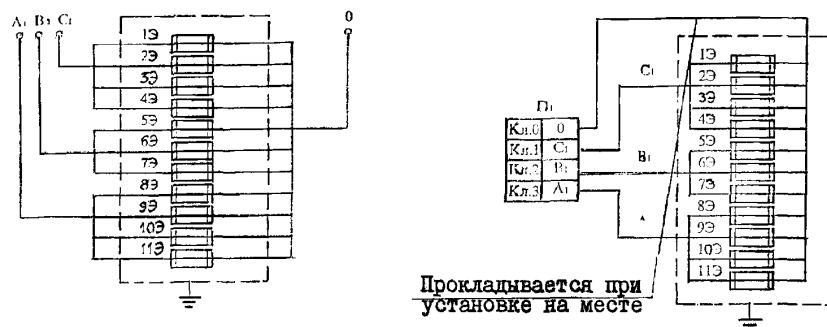 A₁ B₁ C₁ 0
1Э
2Э
3Э
4Э
5Э
6Э
7Э
8Э
9Э
10Э
11Э
C₁
П₁
Кл.0 0
Кл.1 C₁
Кл.2 B₁
Кл.3 A₁
B₁
A
1Э
2Э
3Э
4Э
5Э
6Э
7Э
8Э
9Э
10Э
11Э
Прокладывается при
установке на месте